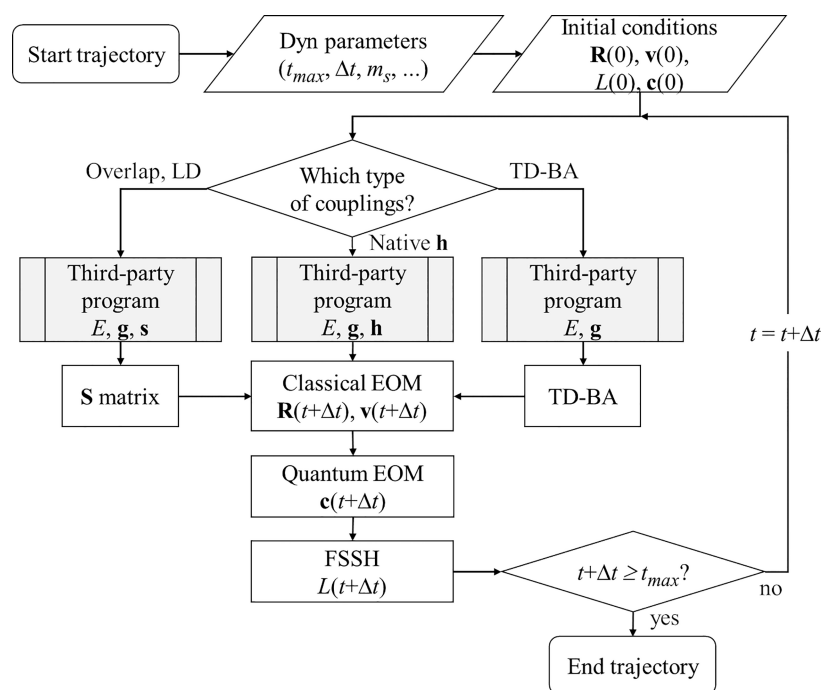 Start trajectory
Dyn parameters
(tmax, Δt, ms, ...)
Initial conditions
R(0), v(0),
L(0), c(0)
Overlap, LD
Which type
of couplings?
TD-BA
Native h
Third-party
program
E, g, s
Third-party
program
E, g, h
Third-party
program
E, g
t = t+Δt
S matrix
Classical EOM
R(t+Δt), v(t+Δt)
TD-BA
Quantum EOM
c(t+Δt)
FSSH
L(t+Δt)
t+Δt ≥ tmax?
no
yes
End trajectory